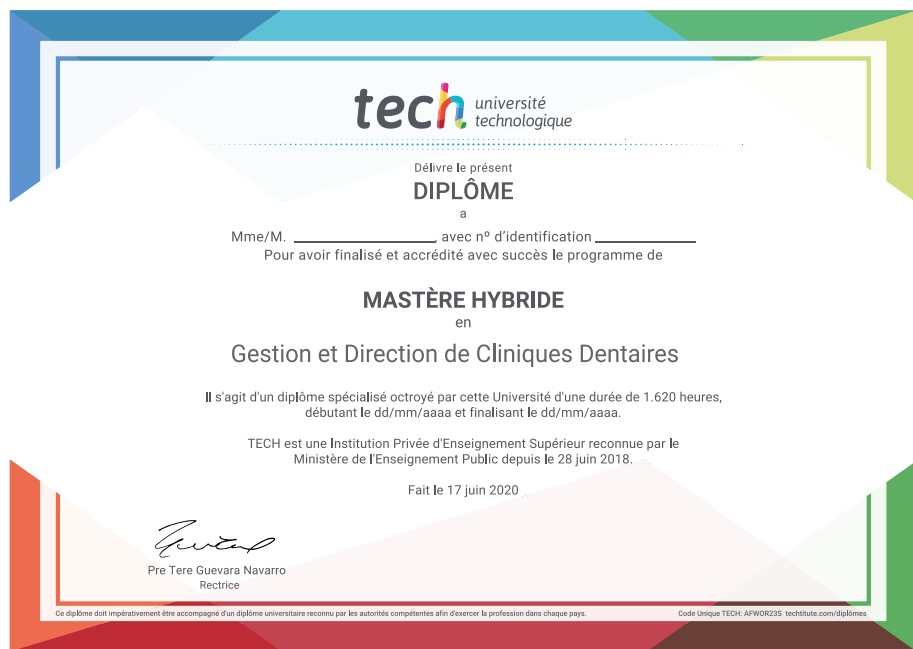 tech université
technologique
Délivre le présent
DIPLÔME
a
Mme/M. ____________, avec nº d'identification ____________
Pour avoir finalisé et accrédité avec succès le programme de
MASTÈRE HYBRIDE
en
Gestion et Direction de Cliniques Dentaires
Il s'agit d'un diplôme spécialisé octroyé par cette Université d'une durée de 1.620 heures,
débutant le dd/mm/aaaa et finalisant le dd/mm/aaaa.
TECH est une Institution Privée d'Enseignement Supérieur reconnue par le
Ministère de l'Enseignement Public depuis le 28 juin 2018.
Fait le 17 juin 2020
Pre Tere Guevara Navarro
Rectrice
Ce diplôme doit impérativement être accompagné d'un diplôme universitaire reconnu par les autorités compétentes afin d'exercer la profession dans chaque pays.
Code Unique TECH: AFWOR23S techtitute.com/diplômes